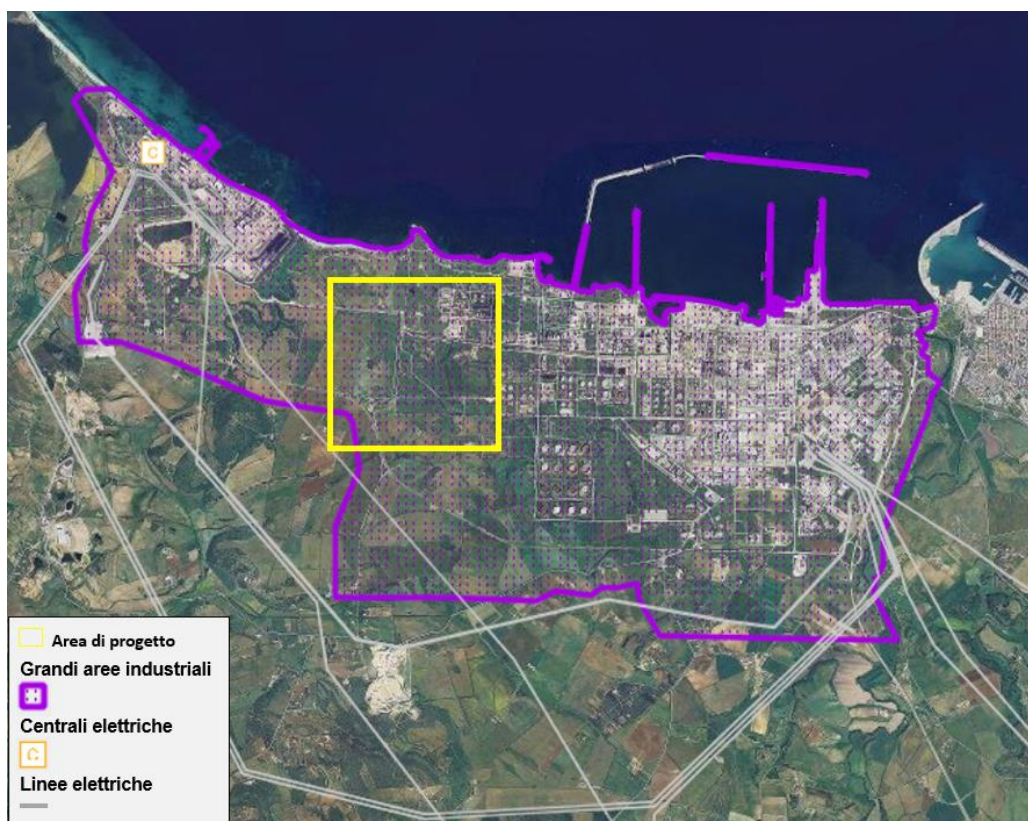 C
Area di progetto
Grandi aree industriali
Centrali elettriche
C
Linee elettriche